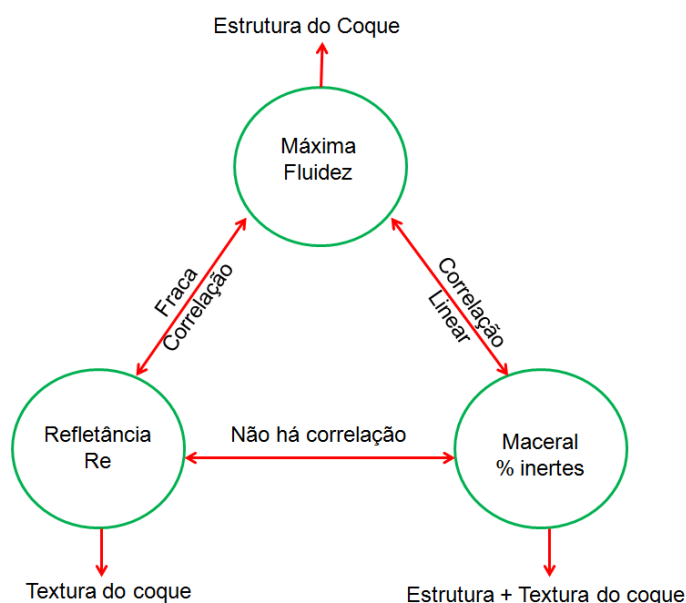 Estrutura do Coque
Máxima
Fluidez
Fraca
Correlação
Correlação
Linear
Refletância
Re
Não há correlação
Maceral
% inertes
Textura do coque
Estrutura + Textura do coque